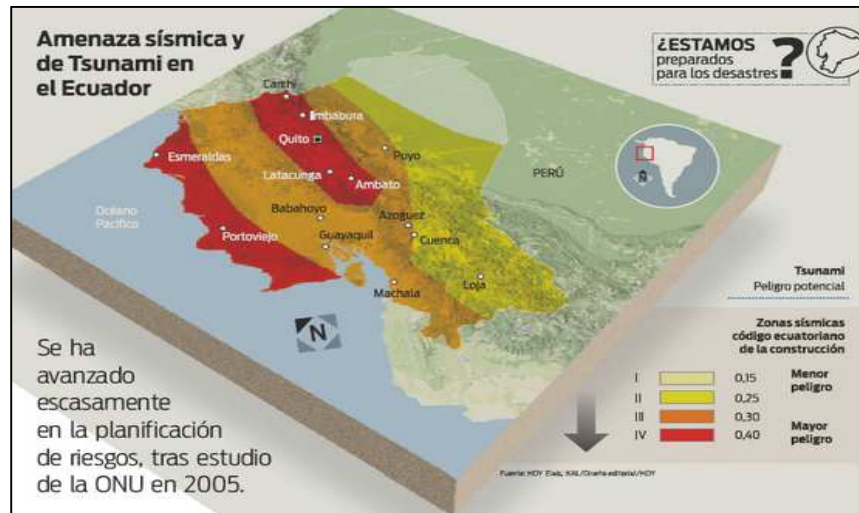 Amenaza sísmica y
de Tsunami en
el Ecuador
¿ESTAMOS
preparados
para los desastres
?
Carchi
Imbabura
Quito
Esmeraldas
Puyo
Latacunga
Ambato
PERÚ
N
Océano
Pacífico
Babahoyo
Azoguez
Portoviejo
Guayaquil
Cuenca
Machala
Loja
N
Tsunami
Peligro potencial
Zonas sísmicas
código ecuatoriano
de la construcción
I 0,15 Menor
peligro
II 0,25
III 0,30 Mayor
peligro
IV 0,40
Se ha
avanzado
escasamente
en la planificación
de riesgos, tras estudio
de la ONU en 2005.
Fuente: HOY